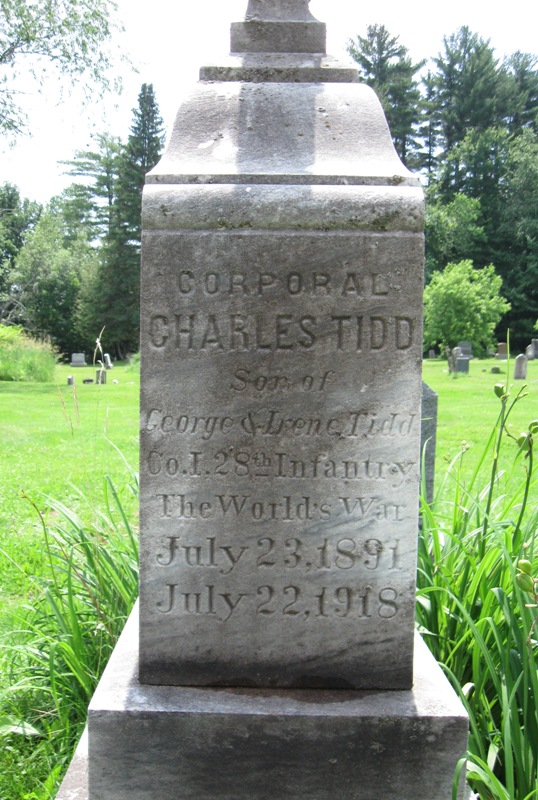 CORPORAL
CHARLES TIDD
Son of
George & Irene Tidd
Co. I. 28th Infantry
The World's War
July 23, 1891
July 22, 1918